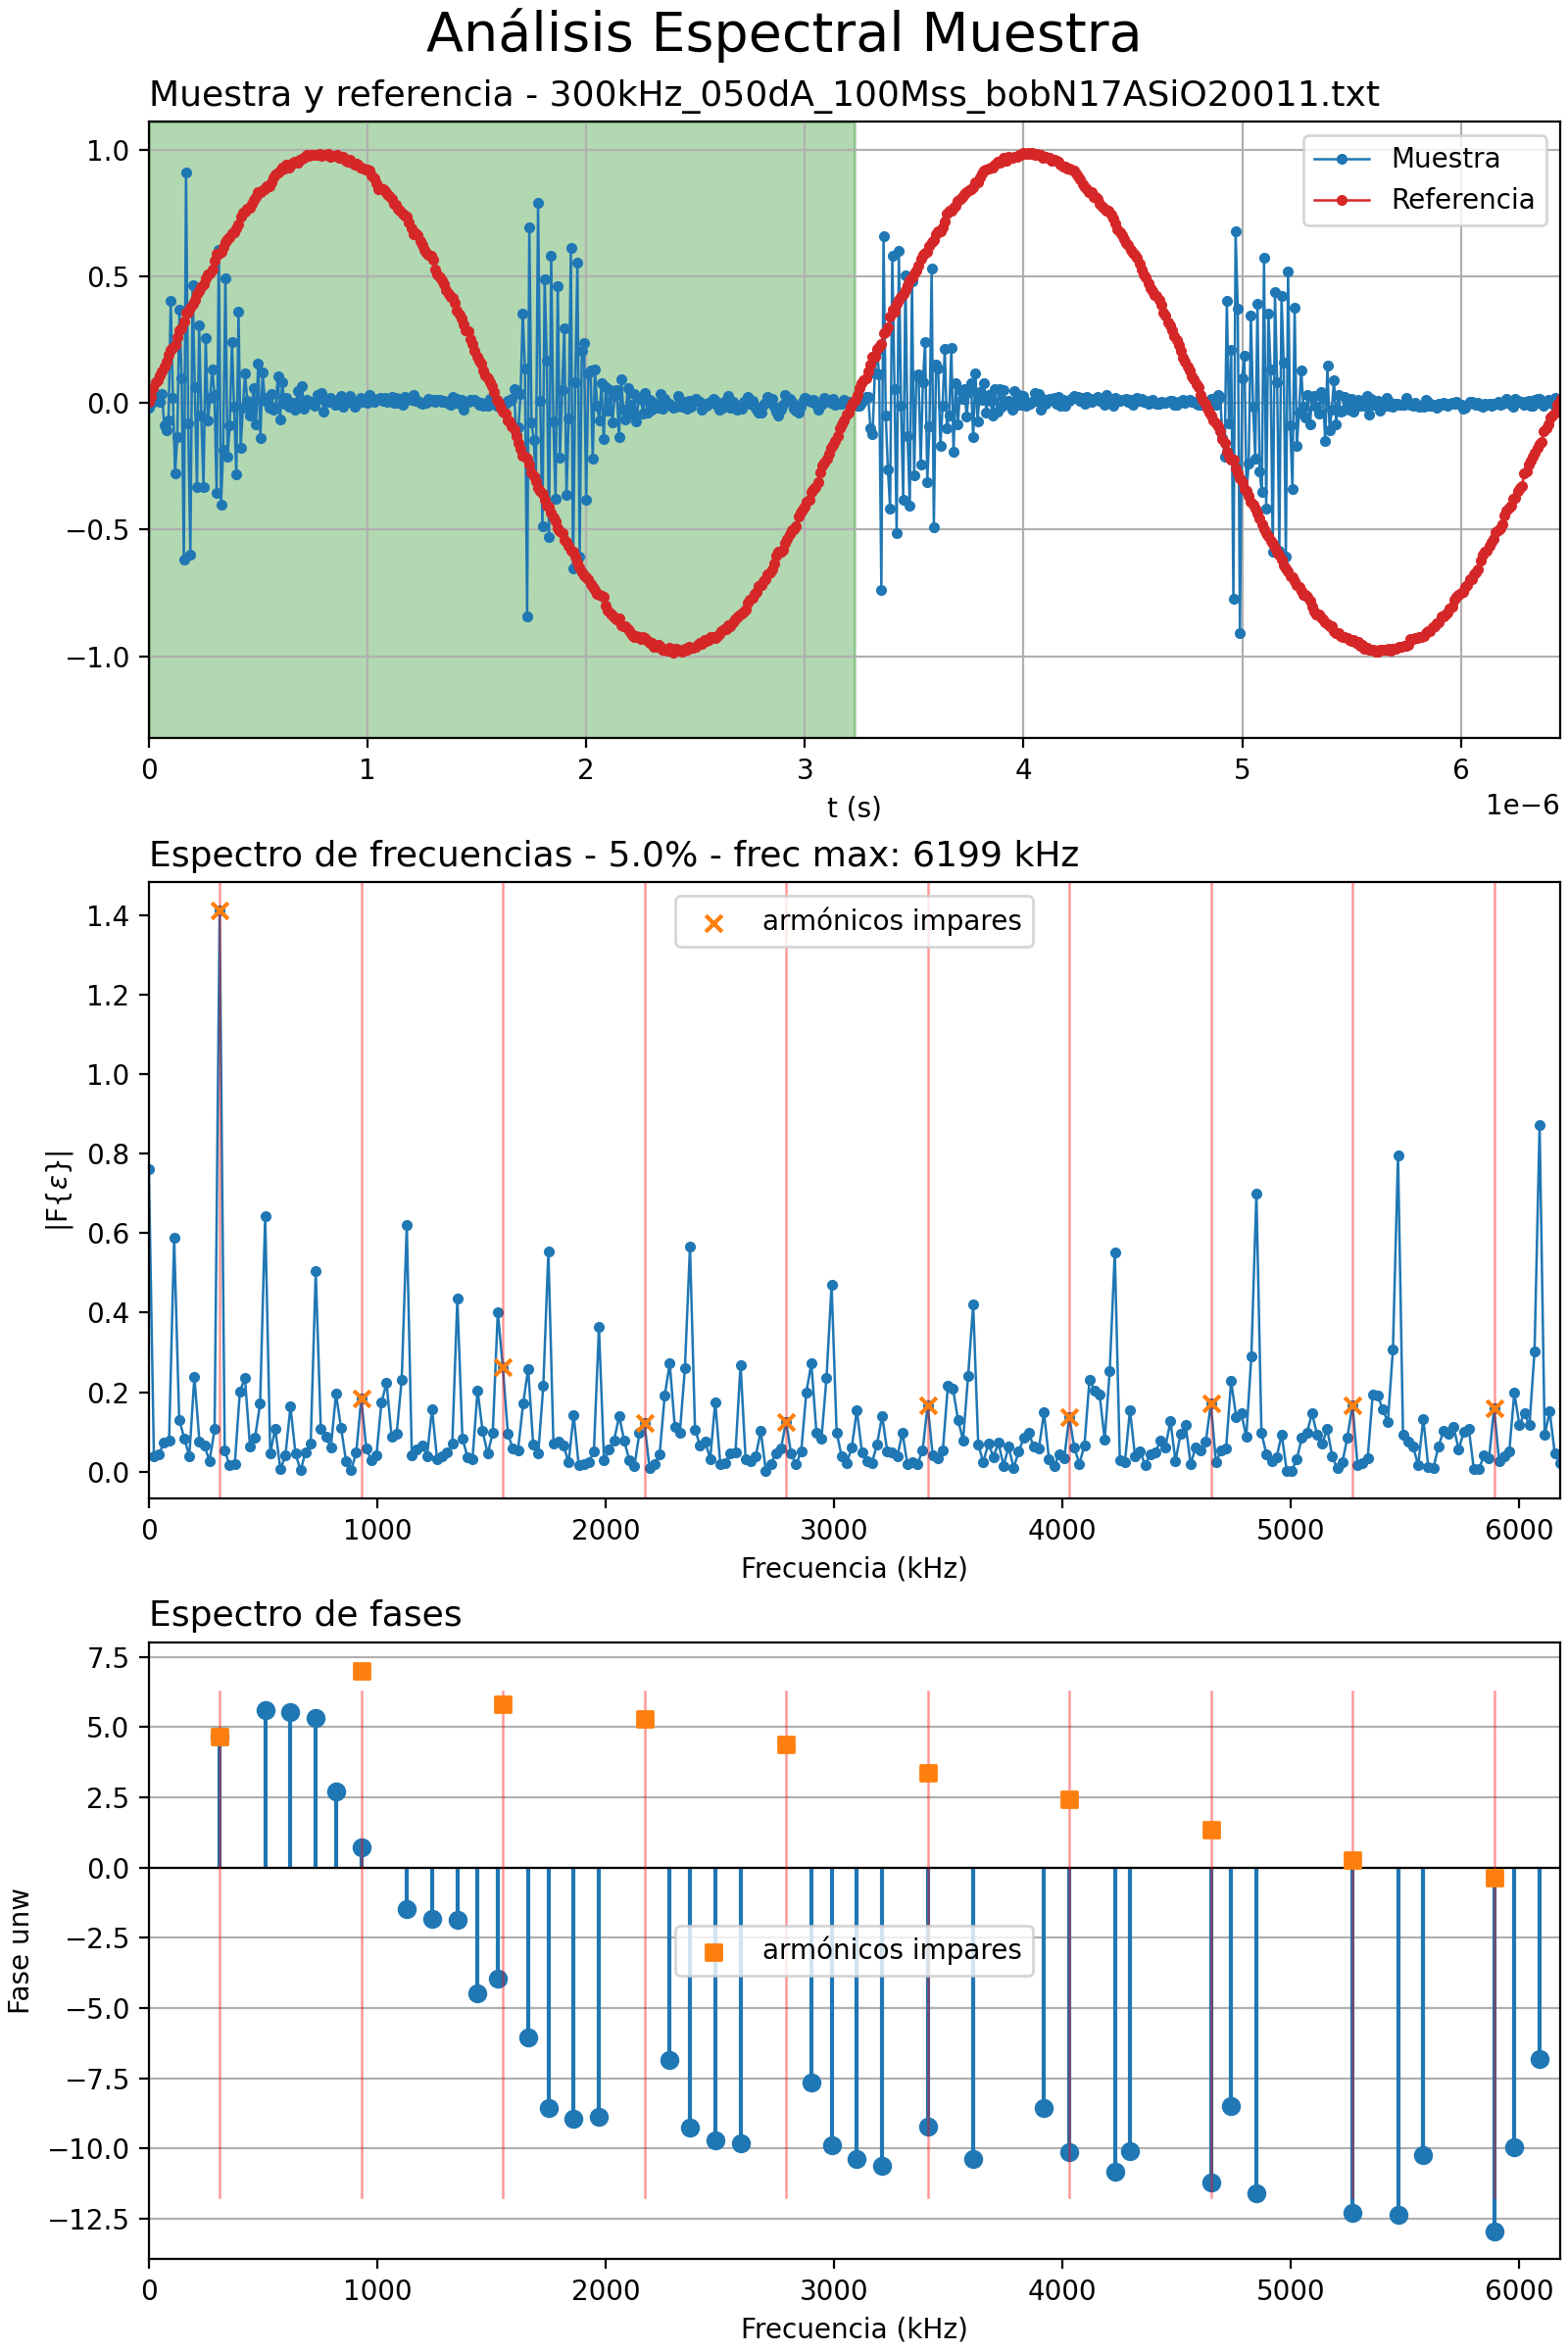 Análisis Espectral Muestra
Muestra y referencia - 300kHz_050dA_100Mss_bobN17ASiO20011.txt
1.0
0.5
0.0
−0.5
−1.0
Muestra
Referencia
0 1 2 3 4 5 6
1e−6
t (s)
Espectro de frecuencias - 5.0% - frec max: 6199 kHz
1.4
1.2
1.0
0.8
0.6
0.4
0.2
0.0
|F{ε}|
armónicos impares
0 1000 2000 3000 4000 5000 6000
Frecuencia (kHz)
Espectro de fases
7.5
5.0
2.5
0.0
−2.5
−5.0
−7.5
−10.0
−12.5
Fase unw
armónicos impares
0 1000 2000 3000 4000 5000 6000
Frecuencia (kHz)